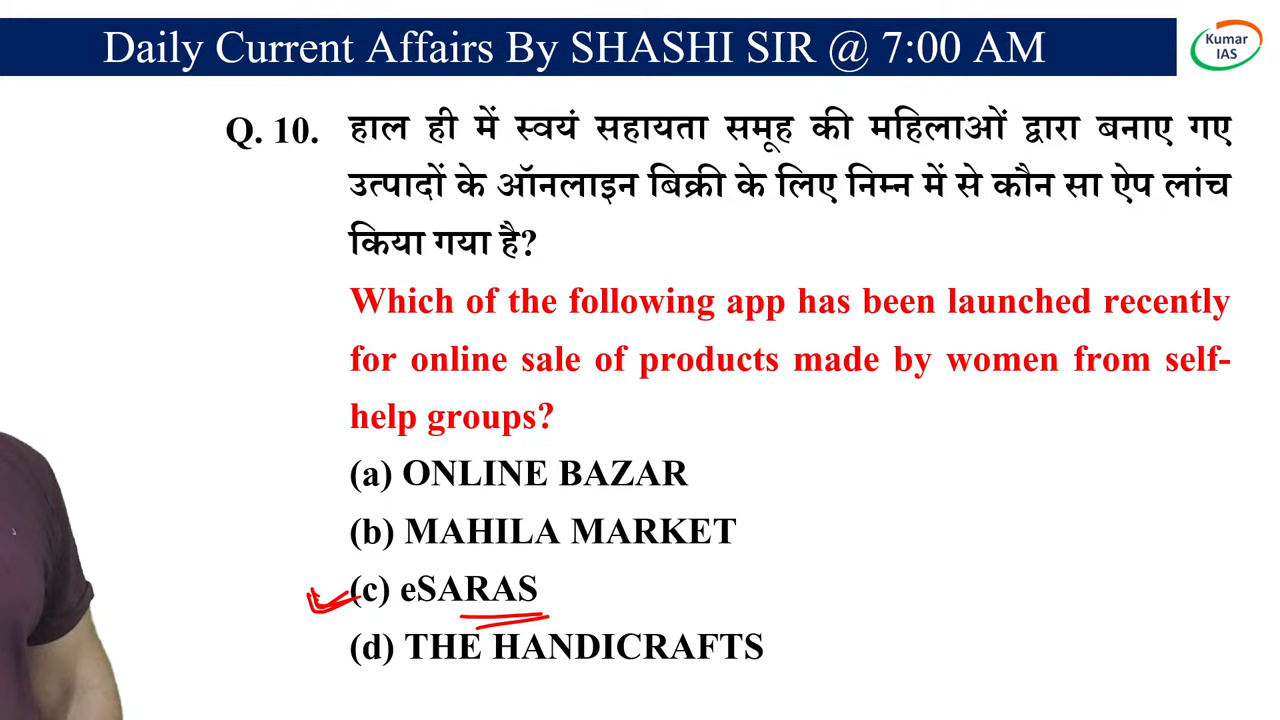 Daily Current Affairs By SHASHI SIR @ 7:00 AM
Kumar
IAS
Q. 10. हाल ही में स्वयं सहायता समूह की महिलाओं द्वारा बनाए गए
उत्पादों के ऑनलाइन बिक्री के लिए निम्न में से कौन सा ऐप लांच
किया गया है?
Which of the following app has been launched recently
for online sale of products made by women from self-
help groups?
(a) ONLINE BAZAR
(b) MAHILA MARKET
(c) eSARAS
(d) THE HANDICRAFTS